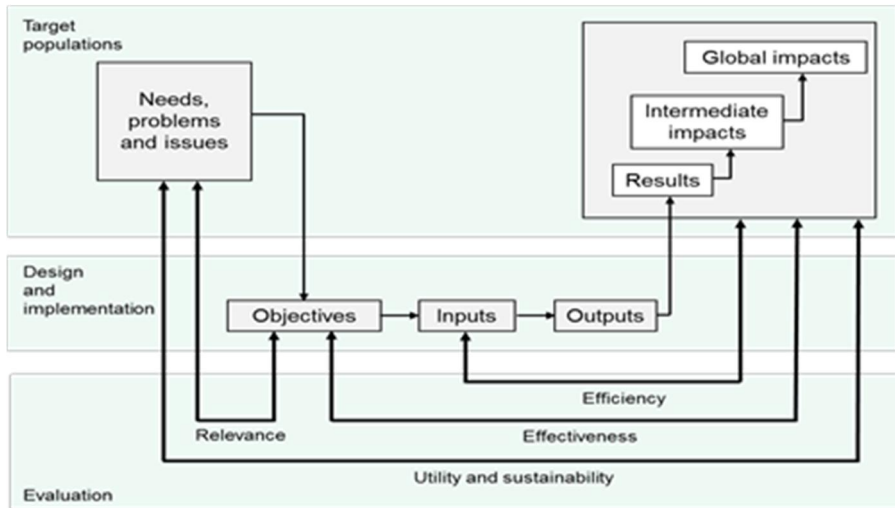 Target
populations
Needs,
problems
and issues
Global impacts
Intermediate
impacts
Results
Design
and
implementation
Objectives
Inputs
Outputs
Efficiency
Relevance
Effectiveness
Utility and sustainability
Evaluation